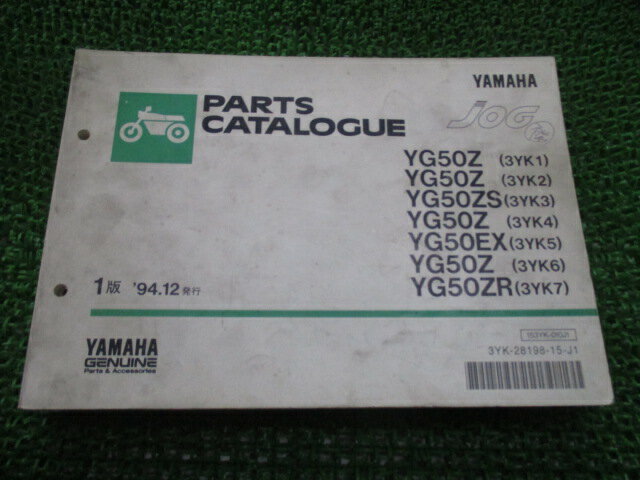 YAMAHA
PARTS
CATALOGUE
JOG
YG50Z (3YK1)
YG50Z (3YK2)
YG50ZS (3YK3)
YG50Z (3YK4)
YG50EX (3YK5)
YG50Z (3YK6)
YG50ZR (3YK7)
1版 '94.12 発行
YAMAHA
GENUINE
Parts & Accessories
3YK-28198-15-J1